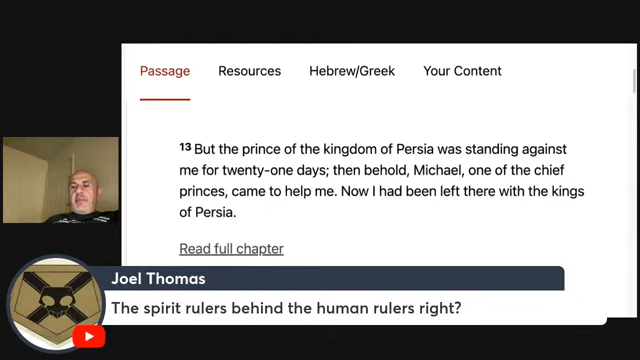 Passage Resources Hebrew/Greek Your Content
13 But the prince of the kingdom of Persia was standing against
me for twenty-one days; then behold, Michael, one of the chief
princes, came to help me. Now I had been left there with the kings
of Persia.
Read full chapter
Joel Thomas
The spirit rulers behind the human rulers right?